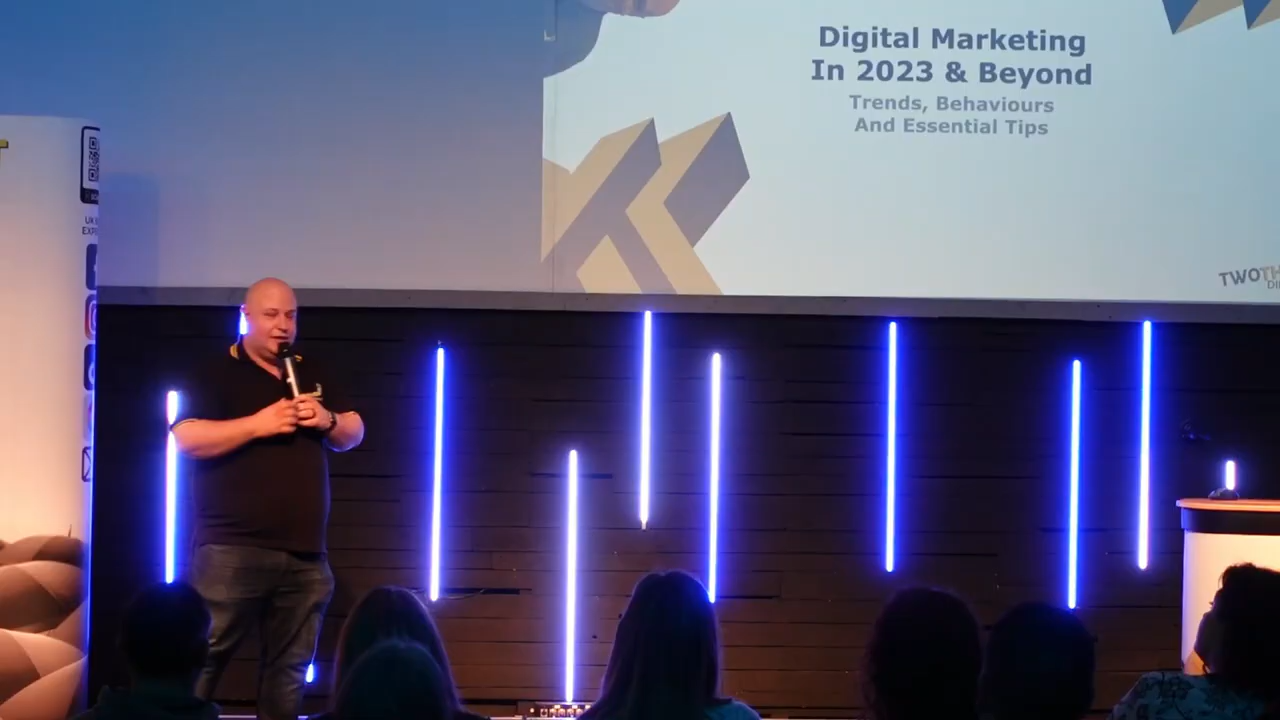 Digital Marketing
In 2023 & Beyond
Trends, Behaviours
And Essential Tips